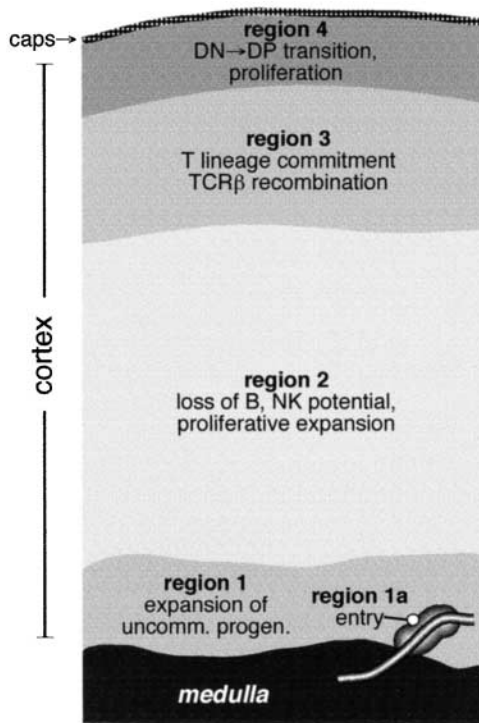 caps→
region 4
DN→DP transition,
proliferation
region 3
T lineage commitment
TCRβ recombination
cortex
region 2
loss of B, NK potential,
proliferative expansion
region 1
expansion of
uncomm. progen.
region 1a
entry
medulla